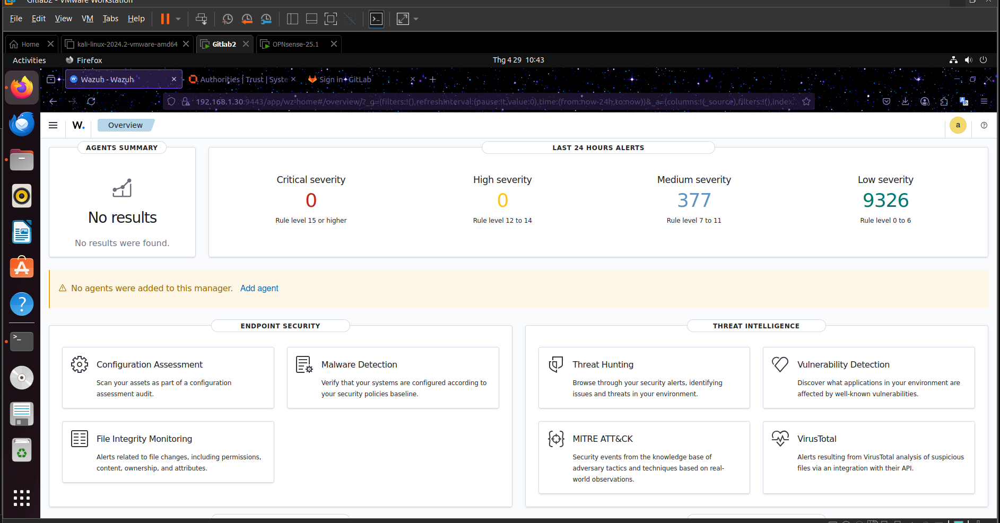 Gitlab2 - VMware Workstation
File Edit View VM Tabs Help
Home kali-linux-2024.2-vmware-amd64 Gitlab2 OPNsense-25.1
Activities Firefox Thg 4 29 10:43
Wazuh - Wazuh Authorities | Trust | Syste Sign in · GitLab
192.168.1.30:9443/app/wz-home#/overview/?_g=(filters:!(),refreshInterval:(pause:!t,value:0),time:(from:now-24h,to:now))&_a=(columns:!(_source),filters:!(),index:
W. Overview a
AGENTS SUMMARY
No results
No results were found.
LAST 24 HOURS ALERTS
Critical severity
0
Rule level 15 or higher
High severity
0
Rule level 12 to 14
Medium severity
377
Rule level 7 to 11
Low severity
9326
Rule level 0 to 6
No agents were added to this manager. Add agent
ENDPOINT SECURITY
Configuration Assessment
Scan your assets as part of a configuration
assessment audit.
Malware Detection
Verify that your systems are configured according to
your security policies baseline.
File Integrity Monitoring
Alerts related to file changes, including permissions,
content, ownership, and attributes.
THREAT INTELLIGENCE
Threat Hunting
Browse through your security alerts, identifying
issues and threats in your environment.
Vulnerability Detection
Discover what applications in your environment are
affected by well-known vulnerabilities.
MITRE ATT&CK
Security events from the knowledge base of
adversary tactics and techniques based on real-
world observations.
VirusTotal
Alerts resulting from VirusTotal analysis of suspicious
files via an integration with their API.